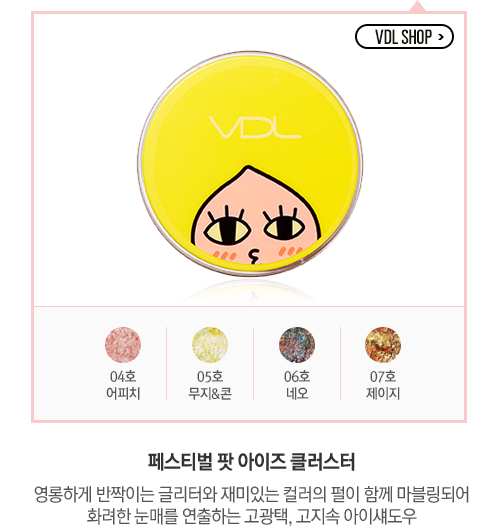 VDL SHOP >
VDL
04호
어피치
05호
무지&콘
06호
네오
07호
제이지
페스티벌 팟 아이즈 클러스터
영롱하게 반짝이는 글리터와 재미있는 컬러의 펄이 함께 마블링되어
화려한 눈매를 연출하는 고광택, 고지속 아이섀도우